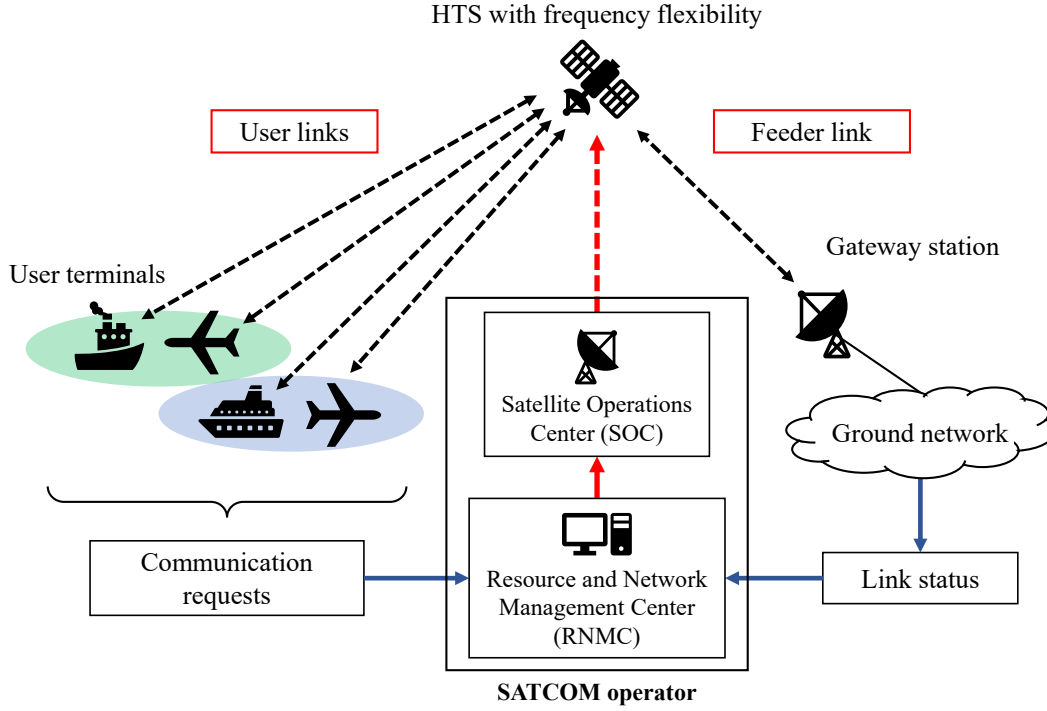 HTS with frequency flexibility
User links
Feeder link
Gateway station
User terminals
Satellite Operations
Center (SOC)
Ground network
Communication
requests
Resource and Network
Management Center
(RNMC)
Link status
SATCOM operator